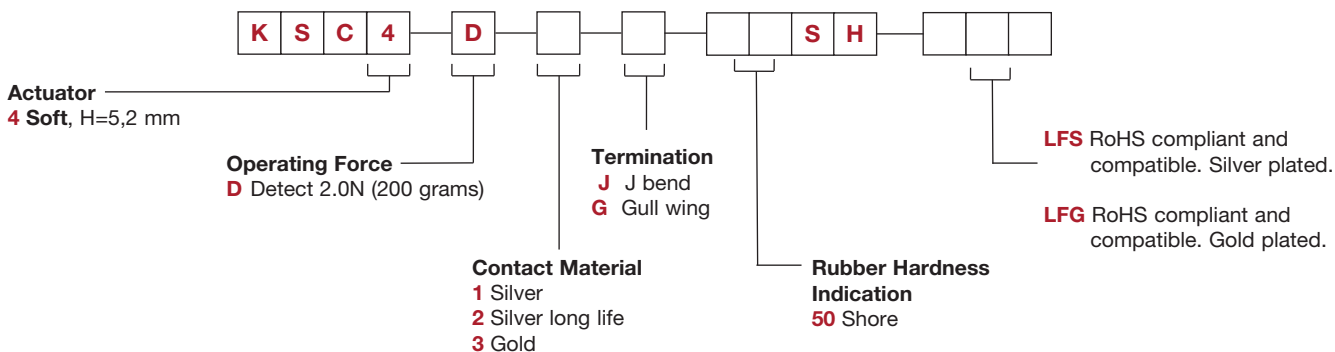 K S C 4 D S H
Actuator
4 Soft, H=5,2 mm
Operating Force
D Detect 2.0N (200 grams)
Contact Material
1 Silver
2 Silver long life
3 Gold
Termination
J J bend
G Gull wing
Rubber Hardness
Indication
50 Shore
LFS RoHS compliant and
compatible. Silver plated.
LFG RoHS compliant and
compatible. Gold plated.